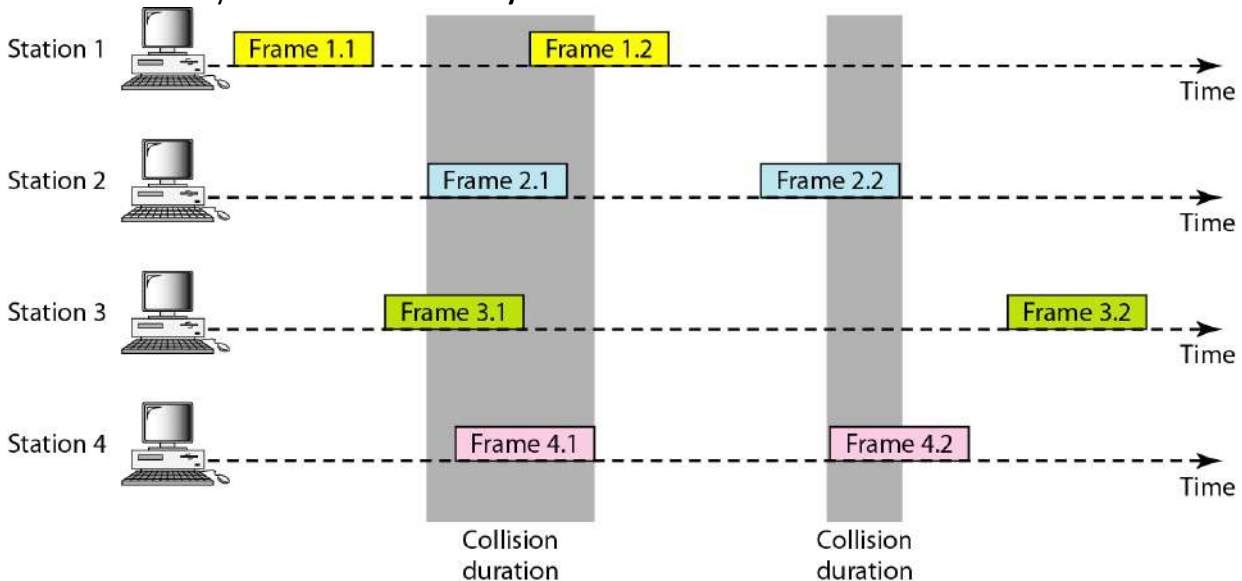 Station 1
Frame 1.1
Frame 1.2
Time
Station 2
Frame 2.1
Frame 2.2
Time
Station 3
Frame 3.1
Frame 3.2
Time
Station 4
Frame 4.1
Frame 4.2
Time
Collision
duration
Collision
duration